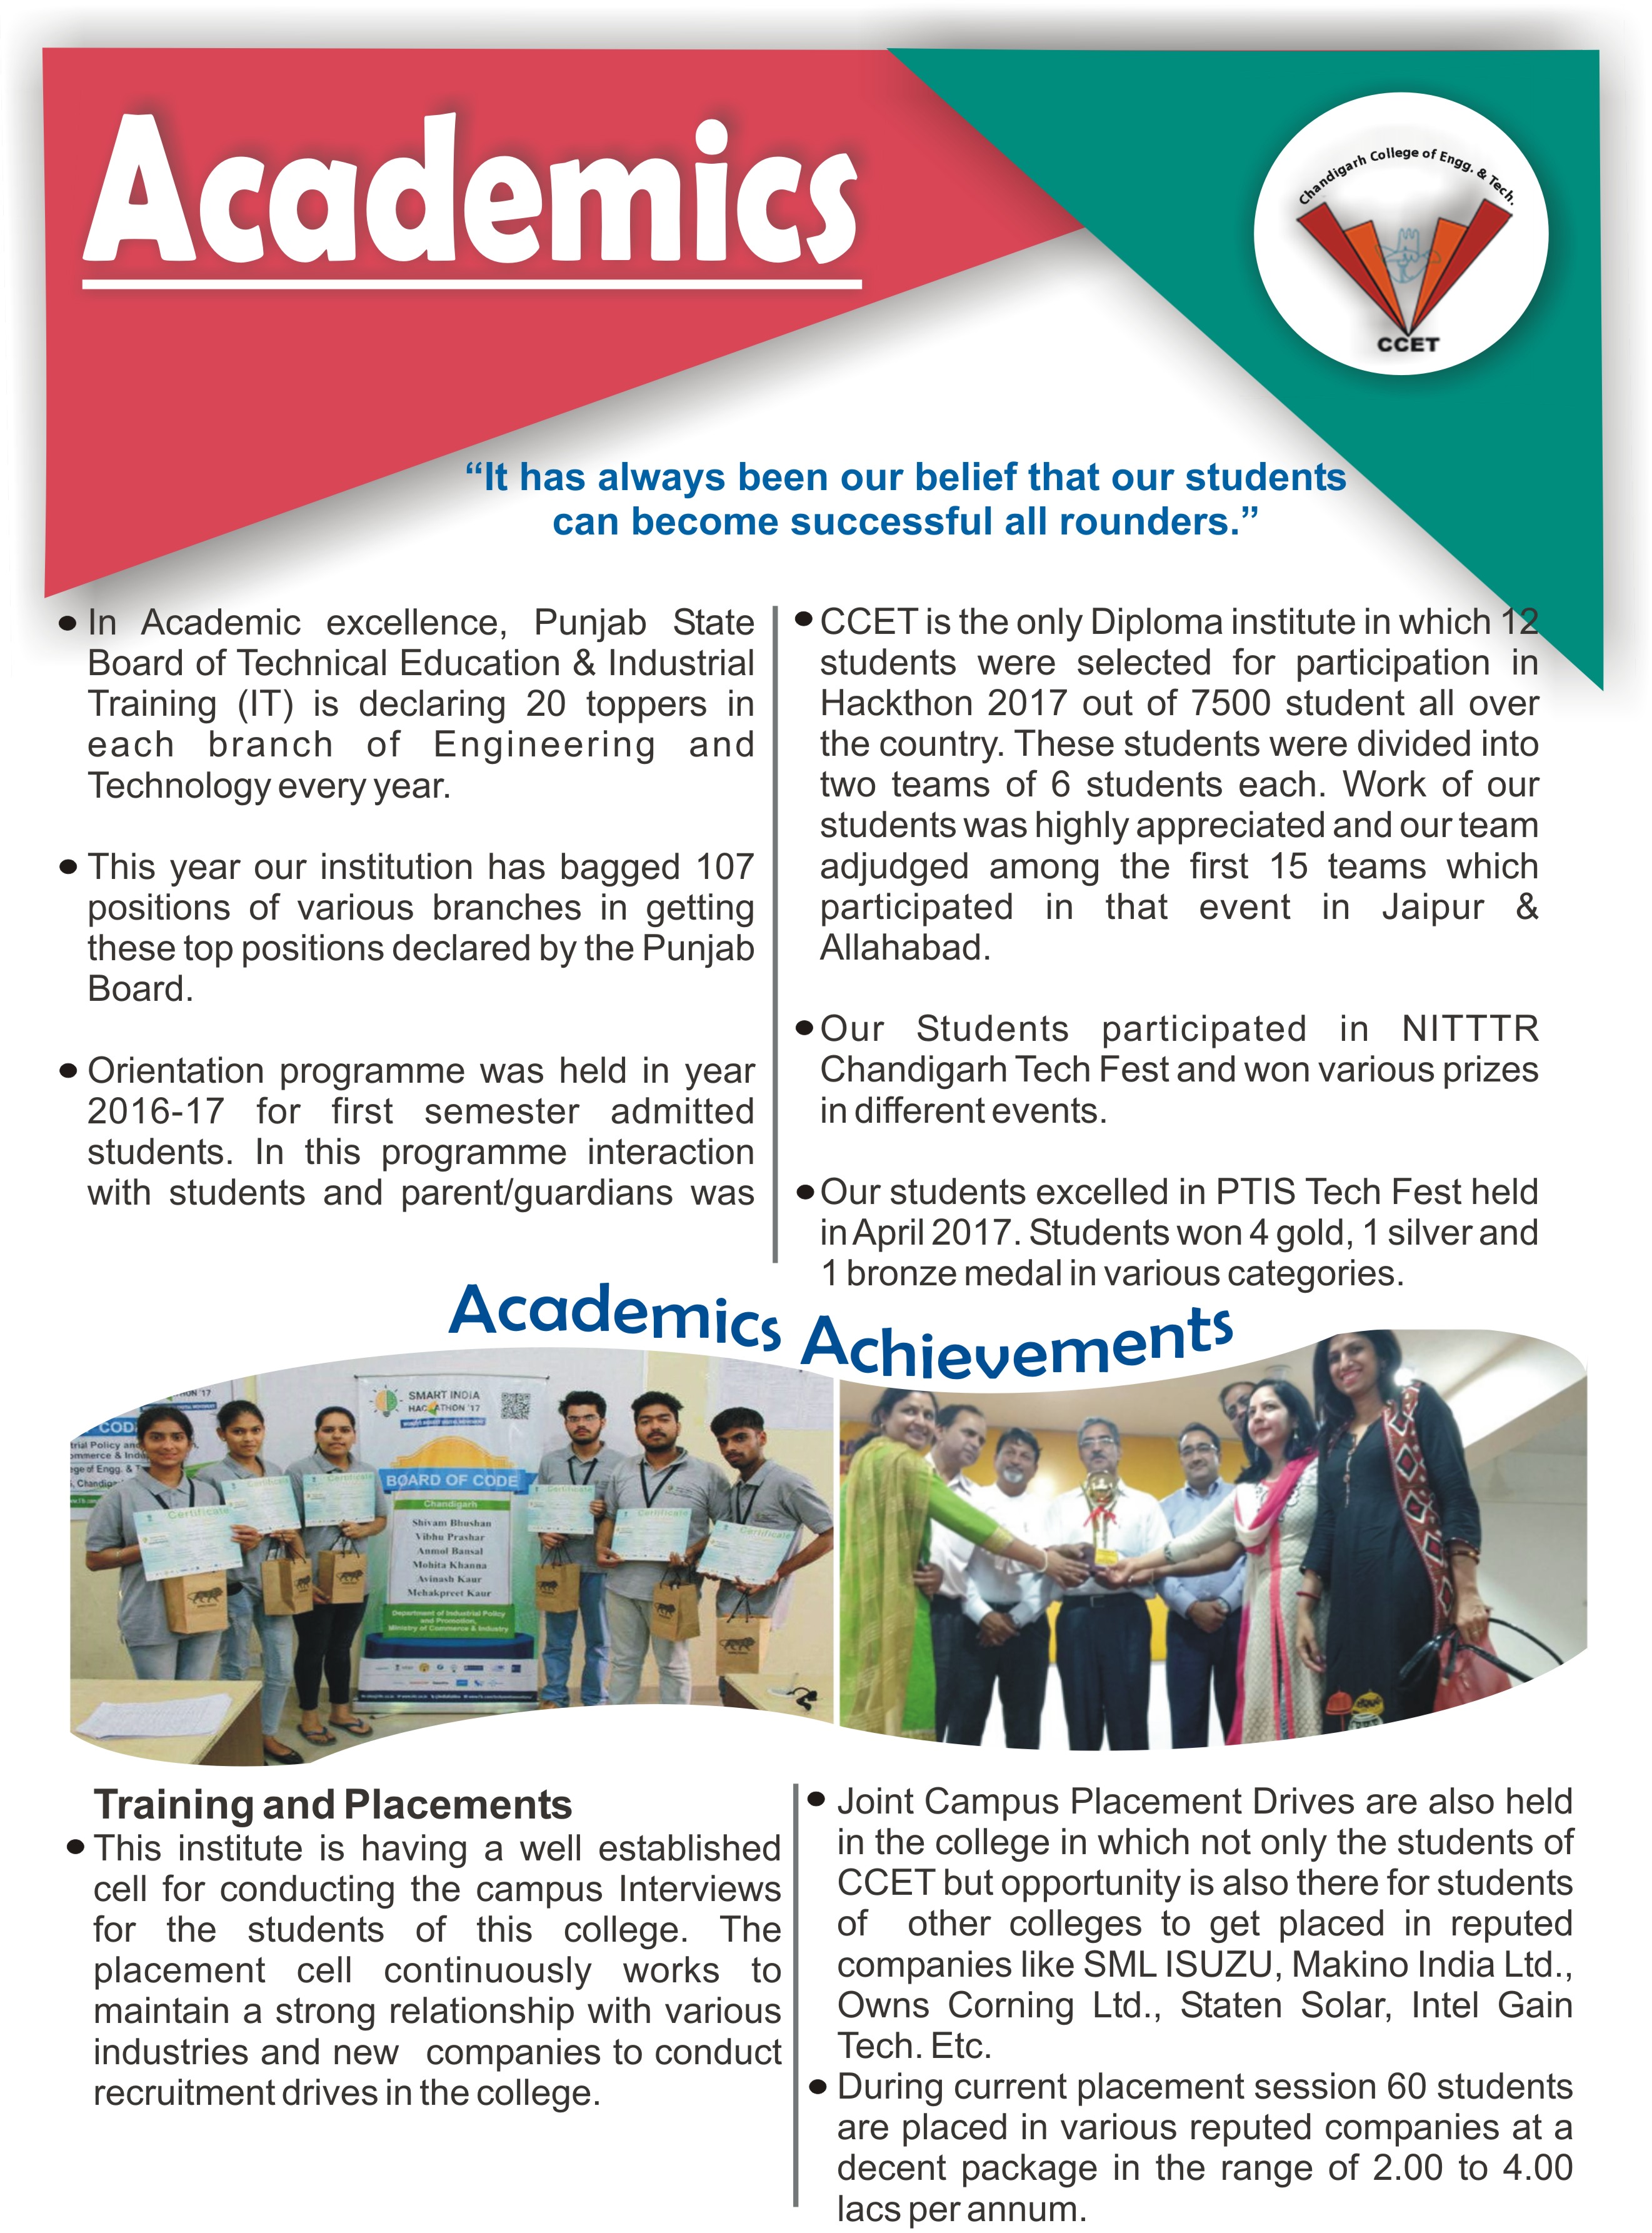 Academics
Chandigarh College of Engg. & Tech.
CCET
“It has always been our belief that our students
can become successful all rounders.”
● In Academic excellence, Punjab State
Board of Technical Education & Industrial
Training (IT) is declaring 20 toppers in
each branch of Engineering and
Technology every year.
● This year our institution has bagged 107
positions of various branches in getting
these top positions declared by the Punjab
Board.
● Orientation programme was held in year
2016-17 for first semester admitted
students. In this programme interaction
with students and parent/guardians was
● CCET is the only Diploma institute in which 12
students were selected for participation in
Hackthon 2017 out of 7500 student all over
the country. These students were divided into
two teams of 6 students each. Work of our
students was highly appreciated and our team
adjudged among the first 15 teams which
participated in that event in Jaipur &
Allahabad.
● Our Students participated in NITTTR
Chandigarh Tech Fest and won various prizes
in different events.
● Our students excelled in PTIS Tech Fest held
in April 2017. Students won 4 gold, 1 silver and
1 bronze medal in various categories.
Academics Achievements
SMART INDIA
HACKATHON '17
BOARD OF CODE
Chandigarh
Shivam Bhushan
Vibhu Prashar
Anmol Bansal
Mohita Khanna
Avinash Kaur
Mehakpreet Kaur
Department of Industrial Policy
and Promotion,
Ministry of Commerce & Industry
Certificate
Certificate
Certificate
Certificate
Certificate
Certificate
Training and Placements
● This institute is having a well established
cell for conducting the campus Interviews
for the students of this college. The
placement cell continuously works to
maintain a strong relationship with various
industries and new companies to conduct
recruitment drives in the college.
● Joint Campus Placement Drives are also held
in the college in which not only the students of
CCET but opportunity is also there for students
of other colleges to get placed in reputed
companies like SML ISUZU, Makino India Ltd.,
Owns Corning Ltd., Staten Solar, Intel Gain
Tech. Etc.
● During current placement session 60 students
are placed in various reputed companies at a
decent package in the range of 2.00 to 4.00
lacs per annum.